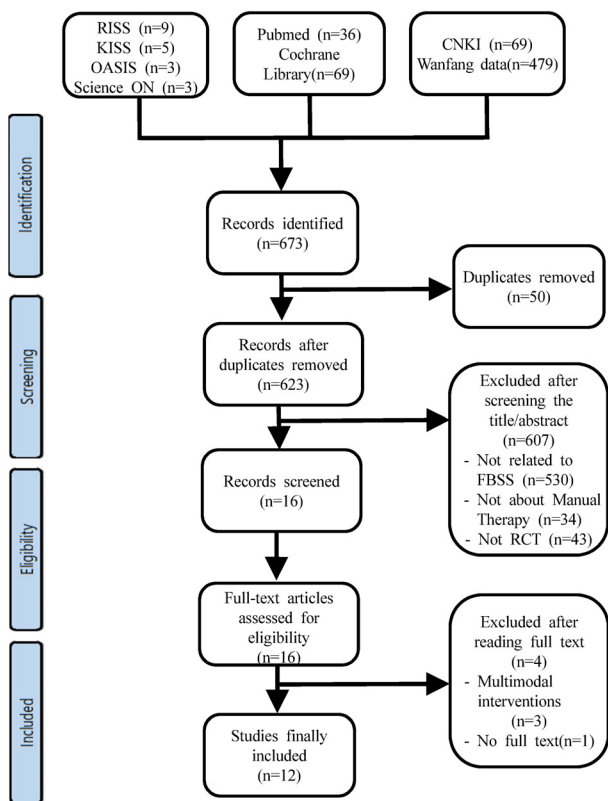 RISS (n=9)
KISS (n=5)
OASIS (n=3)
Science ON (n=3)
Pubmed (n=36)
Cochrane
Library(n=69)
CNKI (n=69)
Wanfang data(n=479)
Identification
Records identified
(n=673)
Duplicates removed
(n=50)
Screening
Records after
duplicates removed
(n=623)
Excluded after
screening the
title/abstract
(n=607)
- Not related to
FBSS (n=530)
- Not about Manual
Therapy (n=34)
- Not RCT (n=43)
Records screened
(n=16)
Eligibility
Full-text articles
assessed for
eligibility
(n=16)
Excluded after
reading full text
(n=4)
- Multimodal
interventions
(n=3)
- No full text(n=1)
Included
Studies finally
included
(n=12)